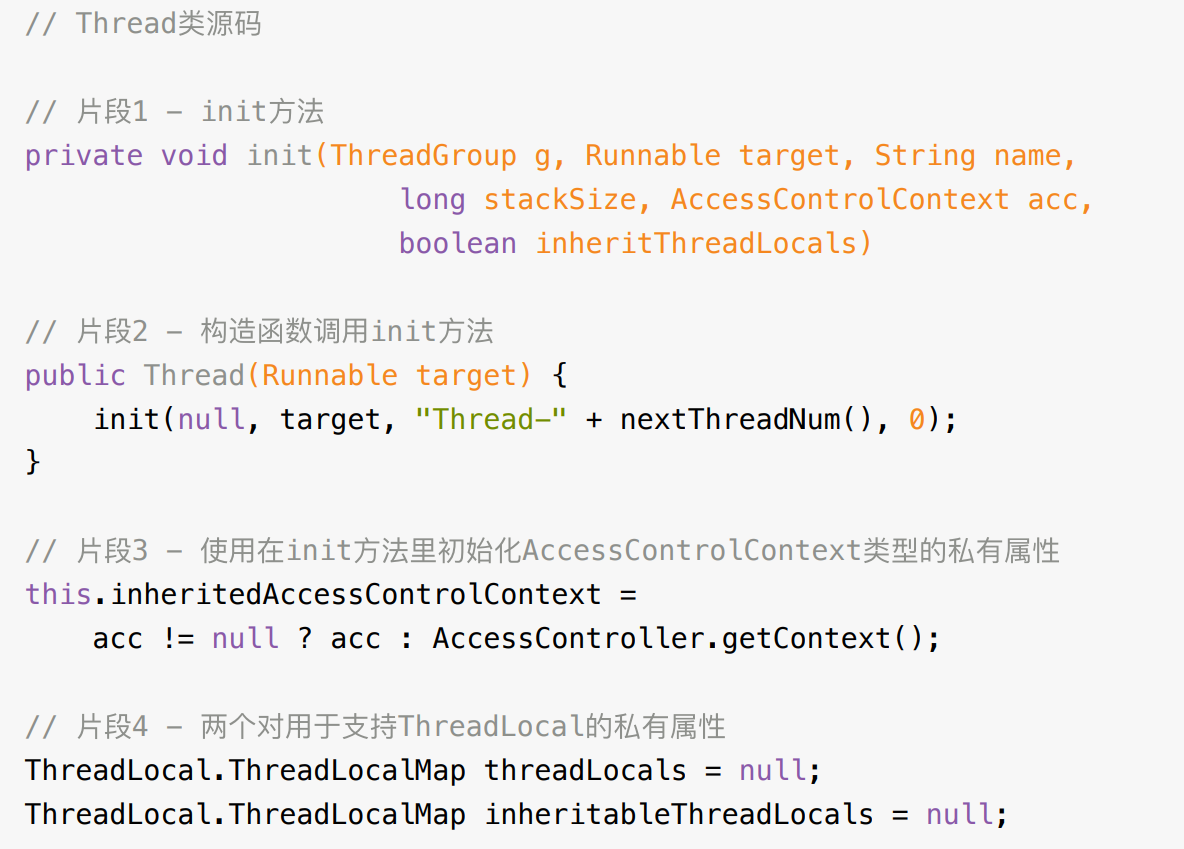 // Thread类源码
// 片段1 - init方法
private void init(ThreadGroup g, Runnable target, String name,
long stackSize, AccessControlContext acc,
boolean inheritThreadLocals)
// 片段2 - 构造函数调用init方法
public Thread(Runnable target) {
init(null, target, "Thread-" + nextThreadNum(), 0);
}
// 片段3 - 使用在init方法里初始化AccessControlContext类型的私有属性
this.inheritedAccessControlContext =
acc != null ? acc : AccessController.getContext();
// 片段4 - 两个对用于支持ThreadLocal的私有属性
ThreadLocal.ThreadLocalMap threadLocals = null;
ThreadLocal.ThreadLocalMap inheritableThreadLocals = null;